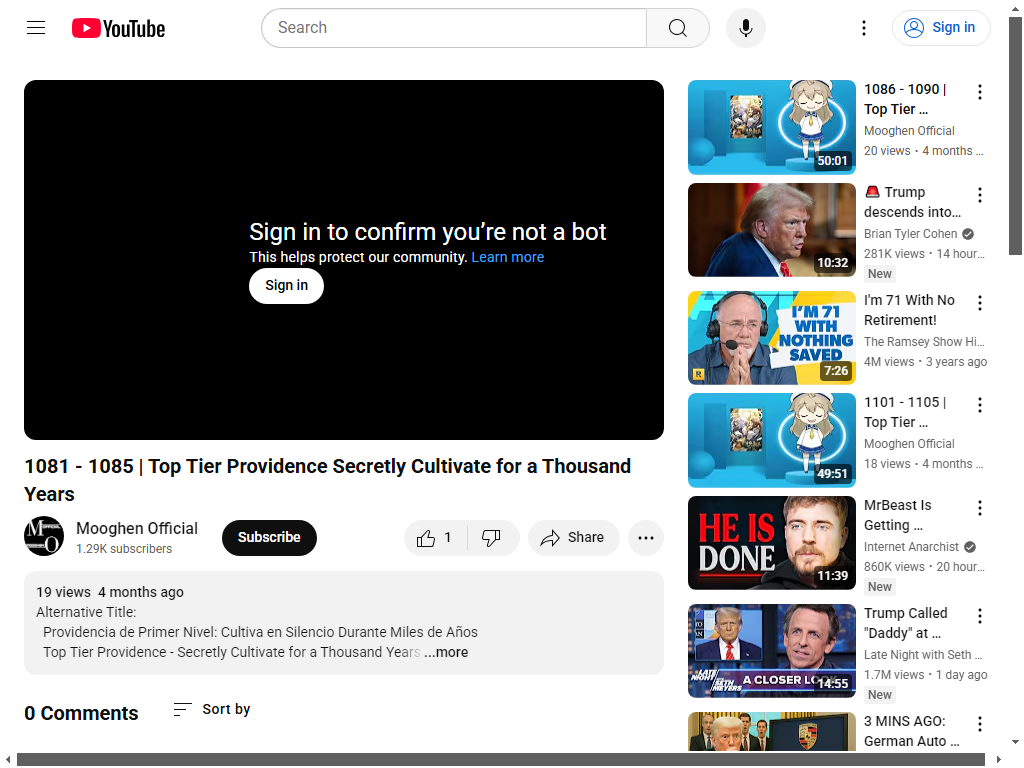 YouTube
Search
Sign in
Sign in to confirm you're not a bot
This helps protect our community. Learn more
Sign in
1081 - 1085 | Top Tier Providence Secretly Cultivate for a Thousand
Years
Mooghen Official
1.29K subscribers
Subscribe
1
Share
19 views 4 months ago
Alternative Title:
Providencia de Primer Nivel: Cultiva en Silencio Durante Miles de Años
Top Tier Providence - Secretly Cultivate for a Thousand Years ...more
0 Comments
Sort by
50:01
1086 - 1090 |
Top Tier ...
Mooghen Official
20 views • 4 months ...
10:32
🚨 Trump
descends into...
Brian Tyler Cohen
281K views • 14 hour...
New
I'M 71
WITH
NOTHING
SAVED
7:26
I'm 71 With No
Retirement!
The Ramsey Show Hi...
4M views • 3 years ago
49:51
1101 - 1105 |
Top Tier ...
Mooghen Official
18 views • 4 months ...
HE IS
DONE
11:39
MrBeast Is
Getting ...
Internet Anarchist
860K views • 20 hour...
New
LATE
NIGHT
SETH
MEYERS
A CLOSER LO
14:55
Trump Called
"Daddy" at ...
Late Night with Seth ...
1.7M views • 1 day ago
New
3 MINS AGO:
German Auto ...